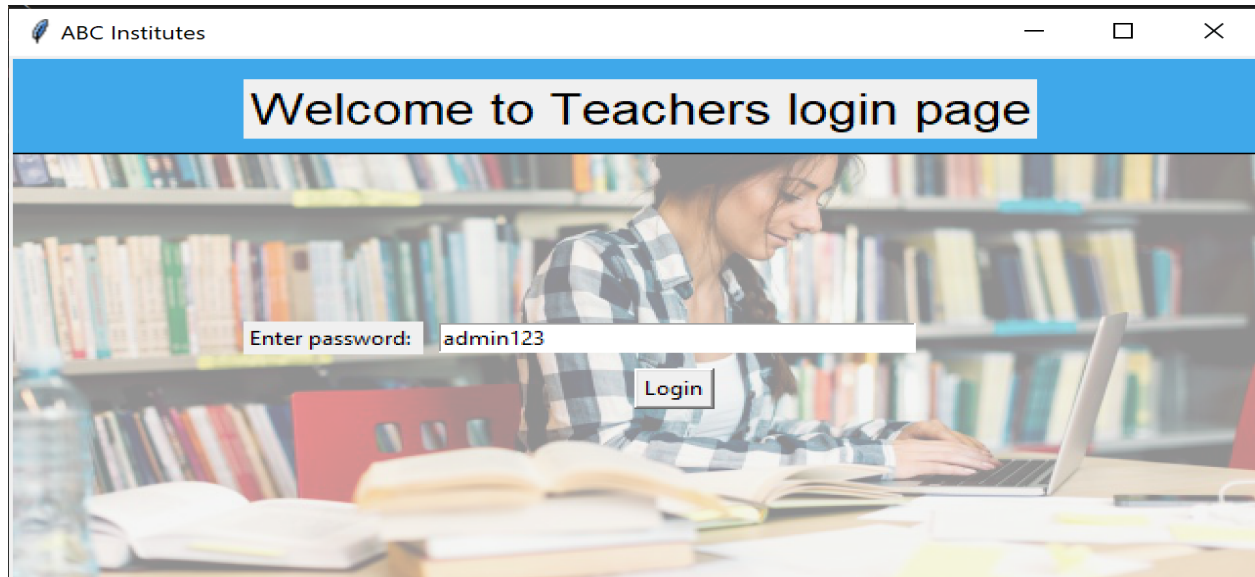 ABC Institutes
Welcome to Teachers login page
Enter password: admin123
Login